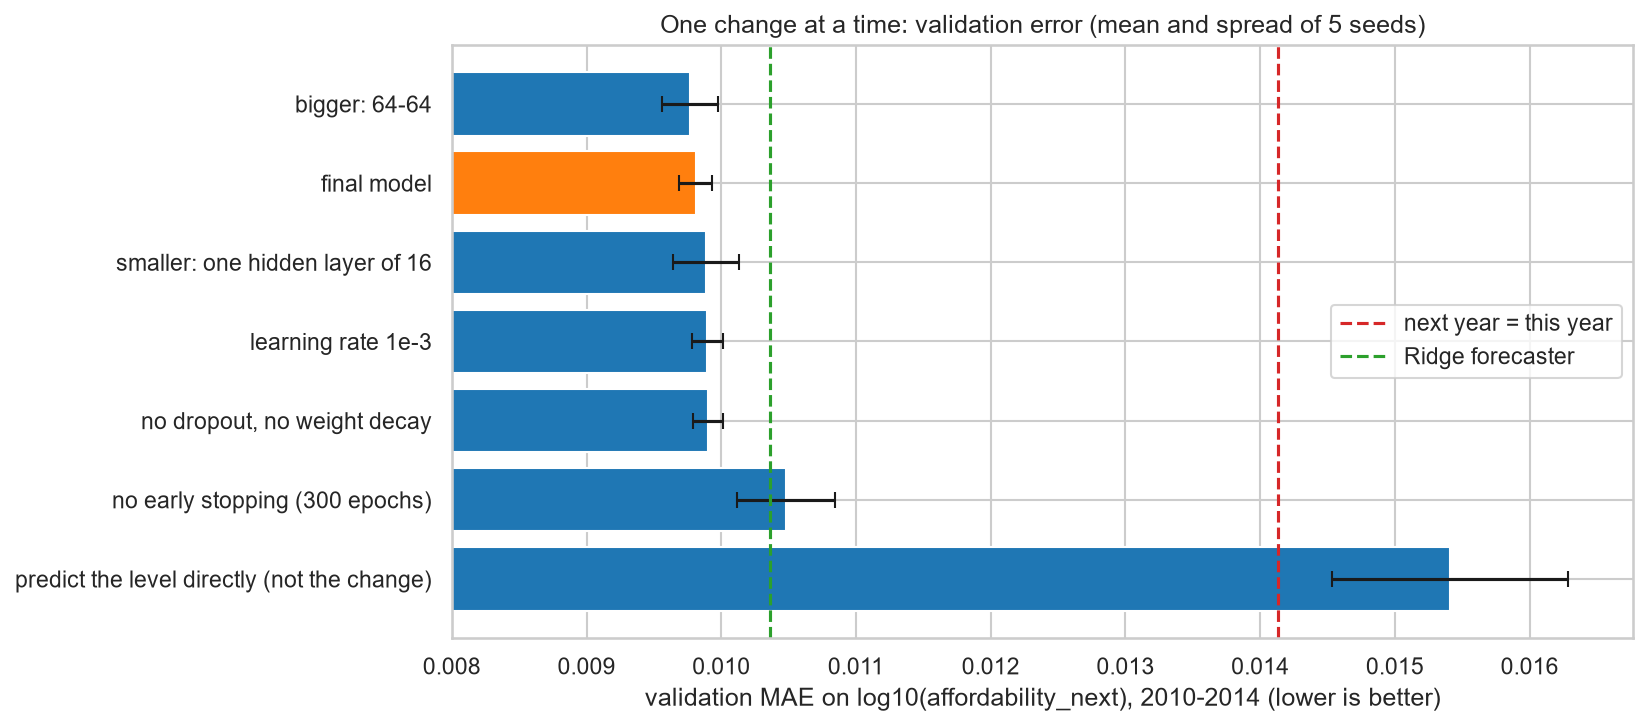 One change at a time: validation error (mean and spread of 5 seeds)
bigger: 64-64
final model
smaller: one hidden layer of 16
learning rate 1e-3
no dropout, no weight decay
no early stopping (300 epochs)
predict the level directly (not the change)
next year = this year
Ridge forecaster
0.008 0.009 0.010 0.011 0.012 0.013 0.014 0.015 0.016
validation MAE on log10(affordability_next), 2010-2014 (lower is better)